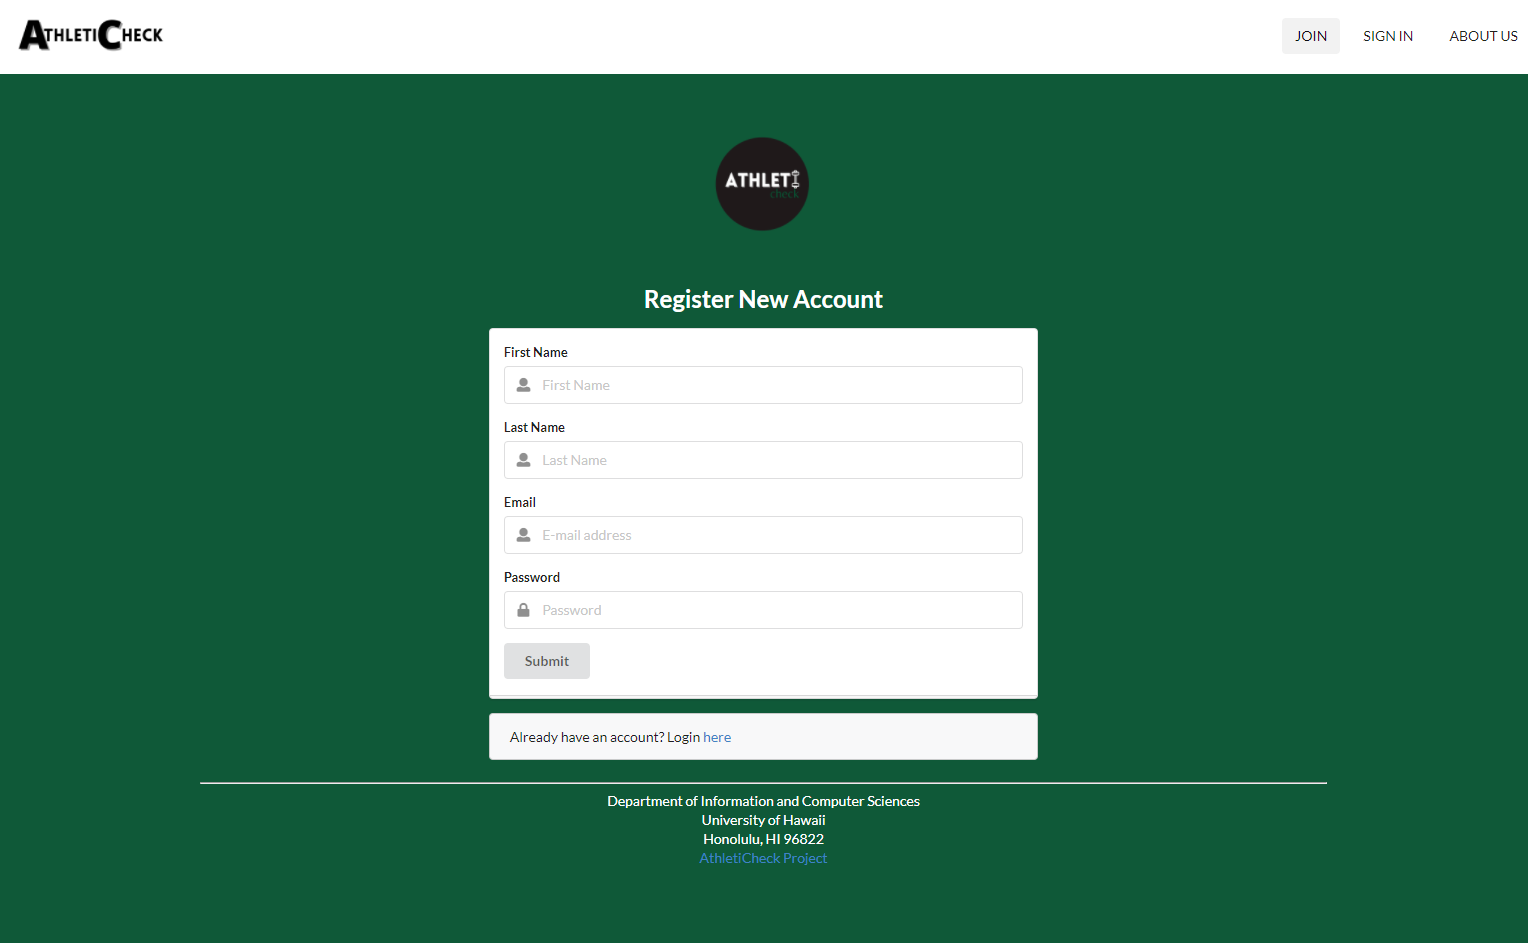 ATHLETICHECK
JOIN
SIGN IN
ABOUT US
ATHLETI
check
Register New Account
First Name
First Name
Last Name
Last Name
Email
E-mail address
Password
Password
Submit
Already have an account? Login here
Department of Information and Computer Sciences
University of Hawaii
Honolulu, HI 96822
AthletiCheck Project